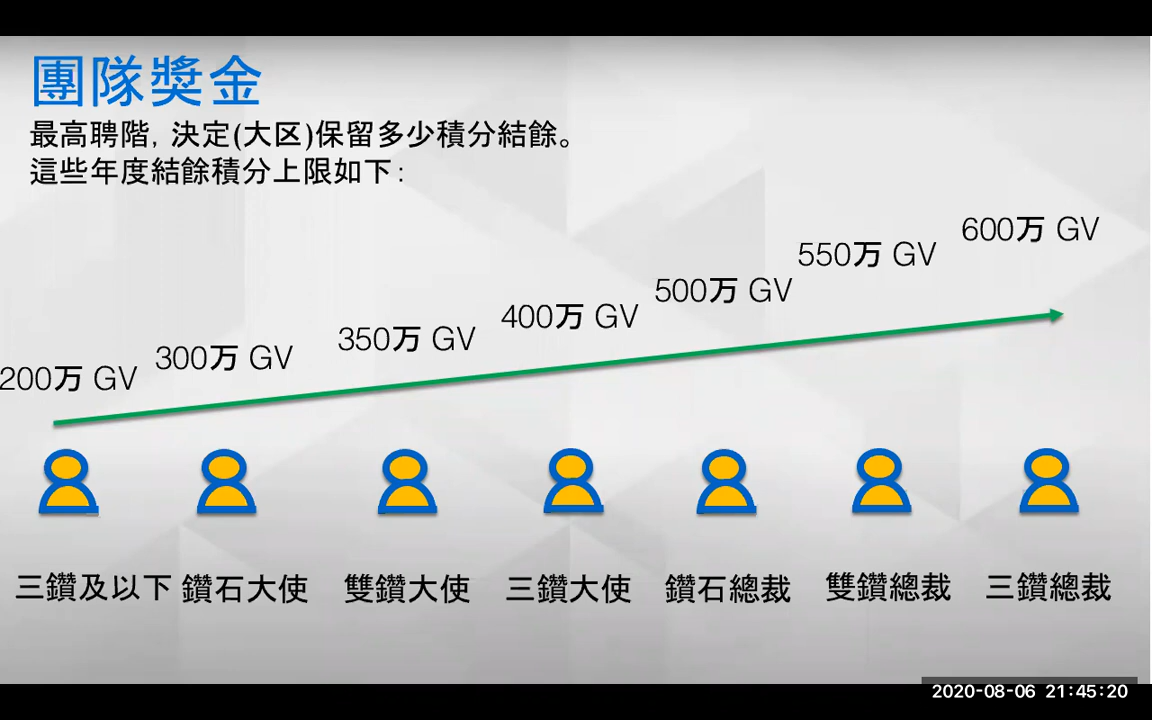 團隊獎金
最高聘階, 決定(大区)保留多少積分結餘。
這些年度結餘積分上限如下:
200万 GV
300万 GV
350万 GV
400万 GV
500万 GV
550万 GV
600万 GV
三鑽及以下
鑽石大使
雙鑽大使
三鑽大使
鑽石總裁
雙鑽總裁
三鑽總裁
2020-08-06 21:45:20